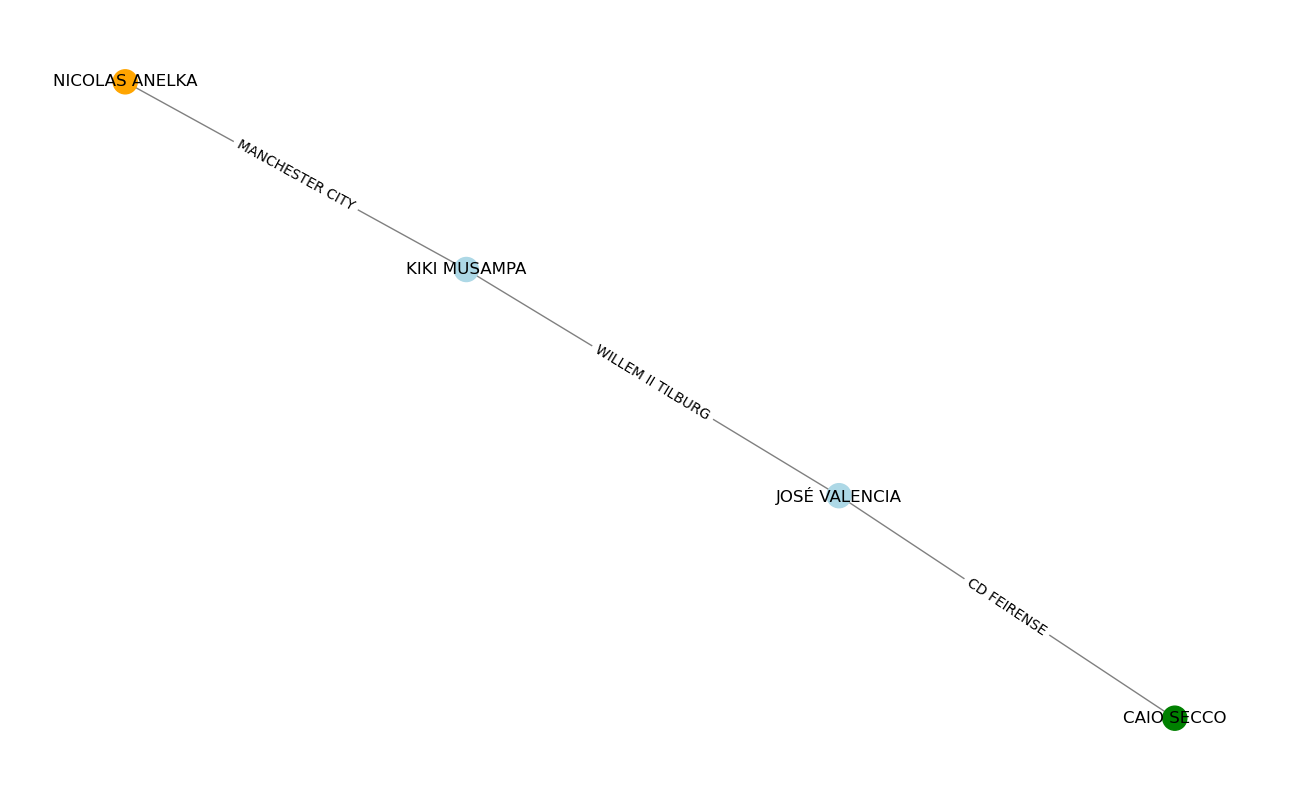 NICOLAS ANELKA
MANCHESTER CITY
KIKI MUSAMPA
WILLEM II TILBURG
JOSÉ VALENCIA
CD FEIRENSE
CAIO SECCO